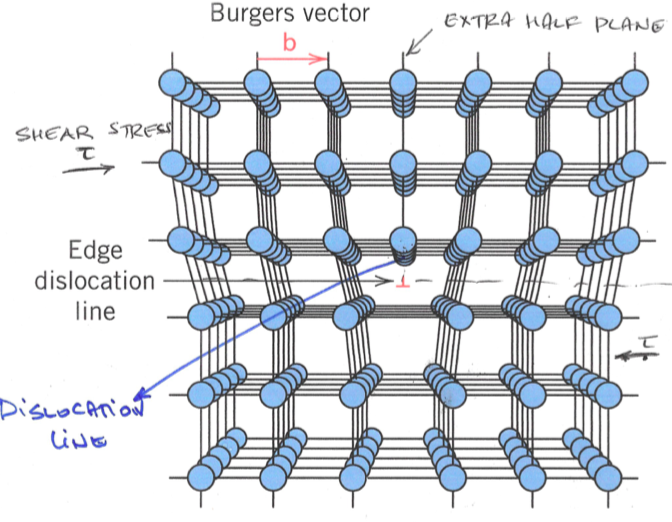 Burgers vector
b
EXTRA HALF PLANE
SHEAR STRESS
τ
Edge
dislocation
line
⊥
τ
DISLOCATION
LINE